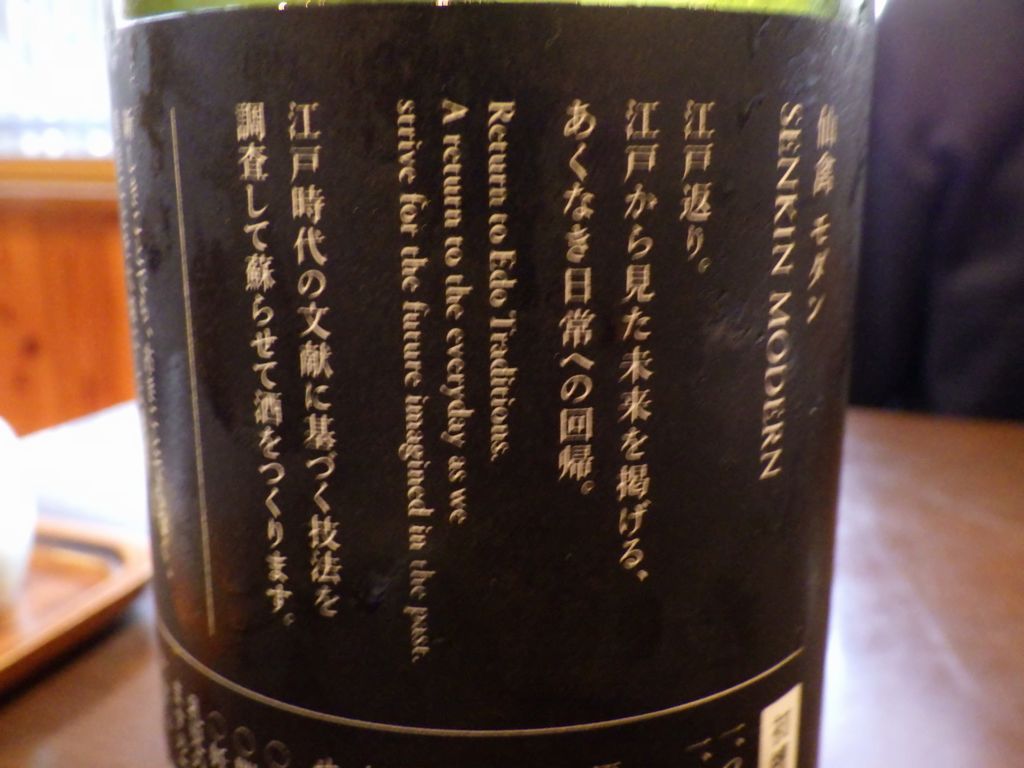 仙禽 モダン
SENKIN MODERN
江戸返り。
江戸から見た未来を掲げる、
あくなき日常への回帰。
Return to Edo Traditions.
A return to the everyday as we
strive for the future imagined in the past.
江戸時代の文献に基づく技法を
調査して蘇らせて酒をつくります。